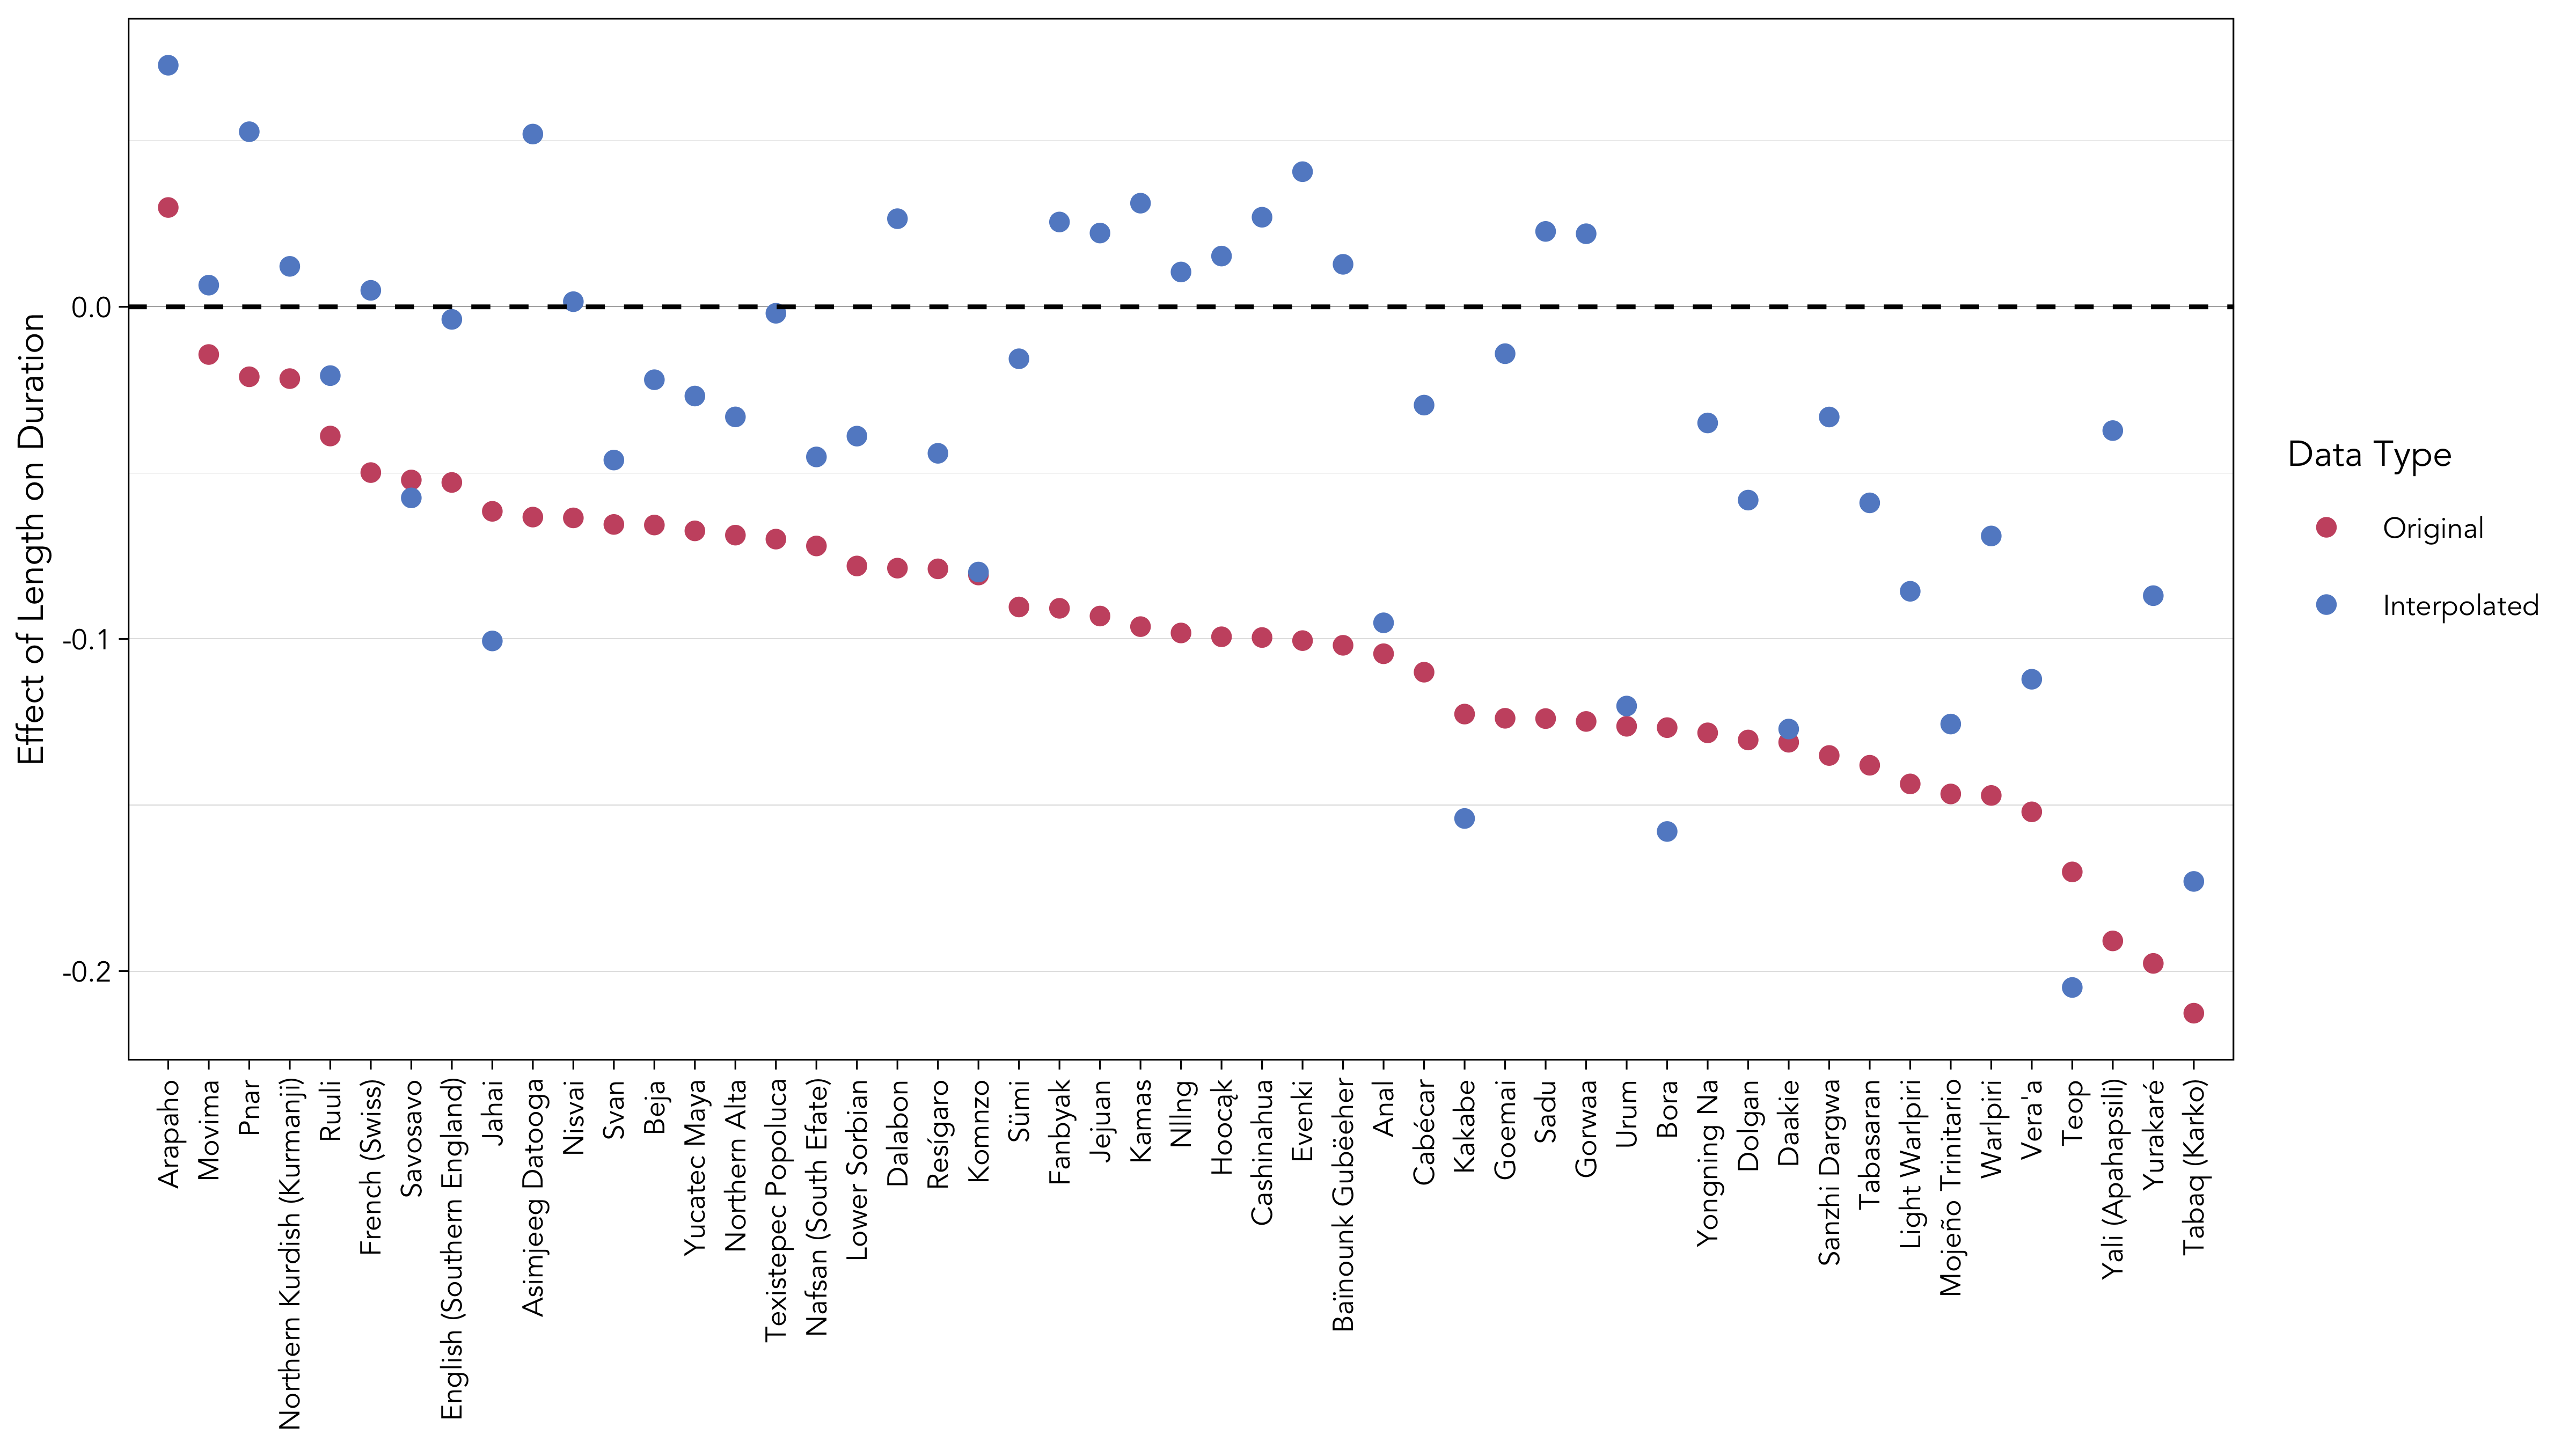 Effect of Length on Duration
0.0
-0.1
-0.2
Arapaho
Movima
Pnar
Northern Kurdish (Kurmanji)
Ruuli
French (Swiss)
Savosavo
English (Southern England)
Jahai
Asimjeeg Datooga
Nisvai
Svan
Beja
Yucatec Maya
Northern Alta
Texistepec Popoluca
Nafsan (South Efate)
Lower Sorbian
Dalabon
Resígaro
Komnzo
Sümi
Fanbyak
Jejuan
Kamas
Nllng
Hoocąk
Cashinahua
Evenki
Baïnounk Gubëeher
Anal
Cabécar
Kakabe
Goemai
Sadu
Gorwaa
Urum
Bora
Yongning Na
Dolgan
Daakie
Sanzhi Dargwa
Tabasaran
Light Warlpiri
Mojeño Trinitario
Warlpiri
Vera'a
Teop
Yali (Apahapsili)
Yurakaré
Tabaq (Karko)
Data Type
Original
Interpolated